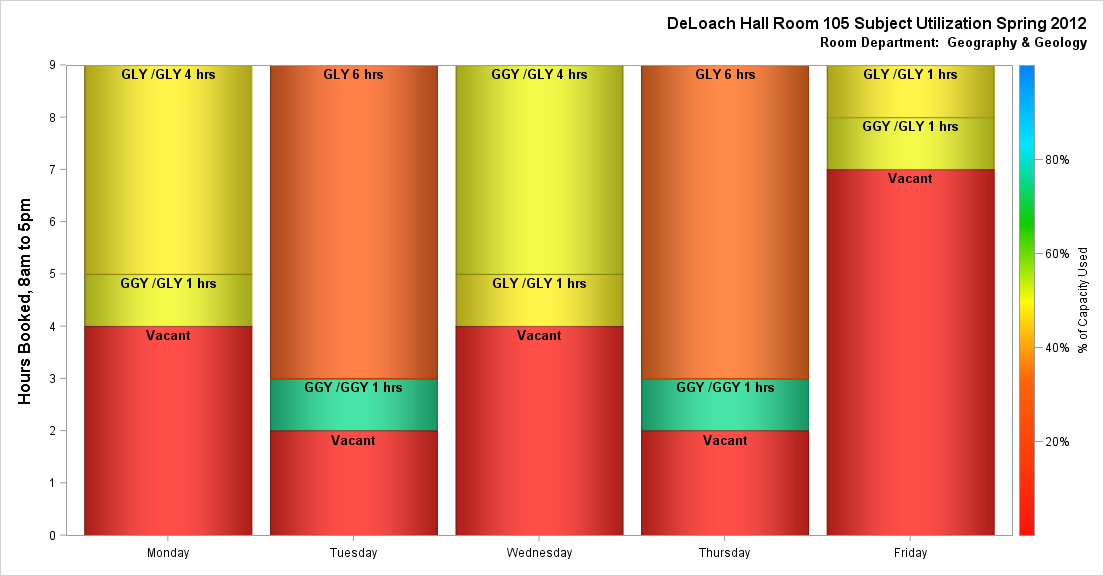 DeLoach Hall Room 105 Subject Utilization Spring 2012
Room Department:  Geography & Geology
Hours Booked, 8am to 5pm
9
8
7
6
5
4
3
2
1
0
GLY /GLY 4 hrs
GGY /GLY 1 hrs
Vacant
GLY 6 hrs
GGY /GGY 1 hrs
Vacant
GGY /GLY 4 hrs
GLY /GLY 1 hrs
Vacant
GLY 6 hrs
GGY /GGY 1 hrs
Vacant
GLY /GLY 1 hrs
GGY /GLY 1 hrs
Vacant
Monday
Tuesday
Wednesday
Thursday
Friday
80%
60%
40%
20%
% of Capacity Used